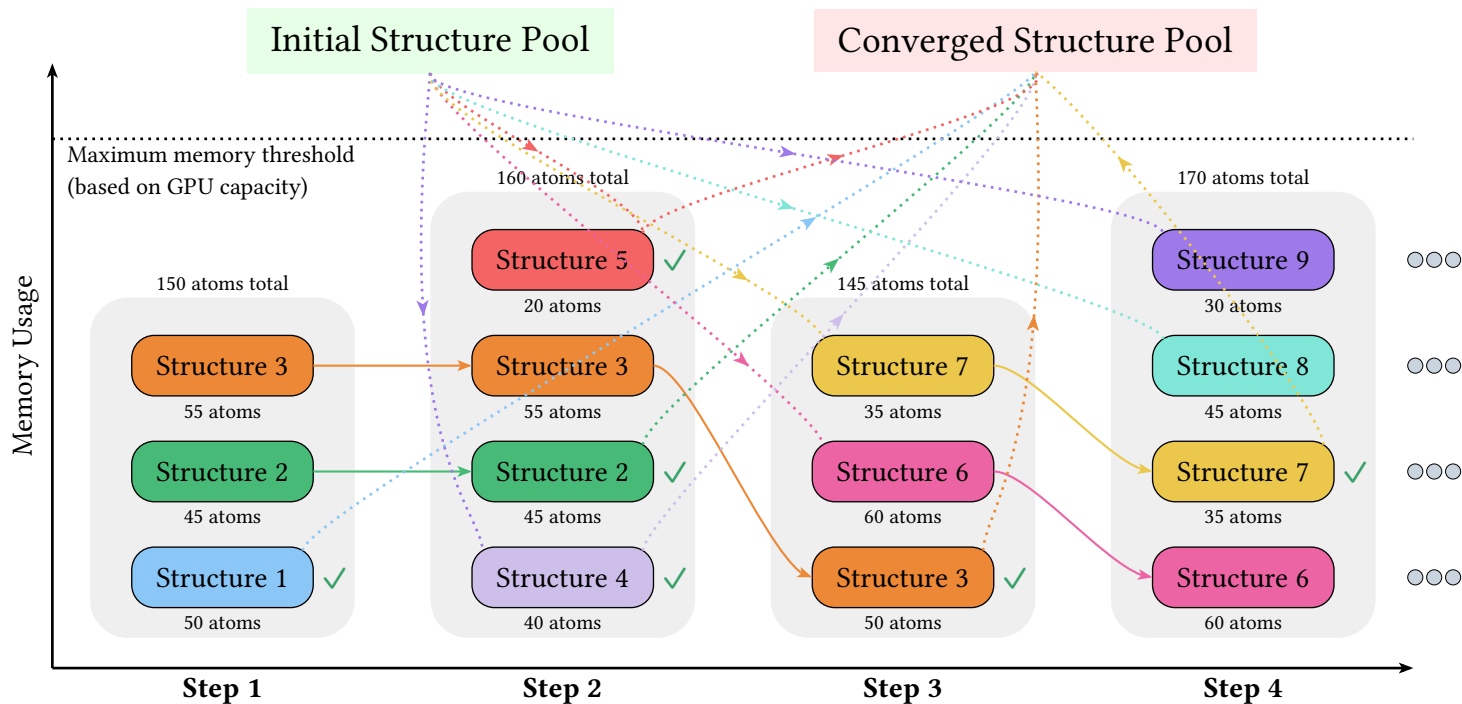 Initial Structure Pool
Converged Structure Pool
Maximum memory threshold
(based on GPU capacity)
Memory Usage
150 atoms total
Structure 3
55 atoms
Structure 2
45 atoms
Structure 1
50 atoms
Step 1
160 atoms total
Structure 5
20 atoms
Structure 3
55 atoms
Structure 2
45 atoms
Structure 4
40 atoms
Step 2
145 atoms total
Structure 7
35 atoms
Structure 6
60 atoms
Structure 3
50 atoms
Step 3
170 atoms total
Structure 9
30 atoms
Structure 8
45 atoms
Structure 7
35 atoms
Structure 6
60 atoms
Step 4